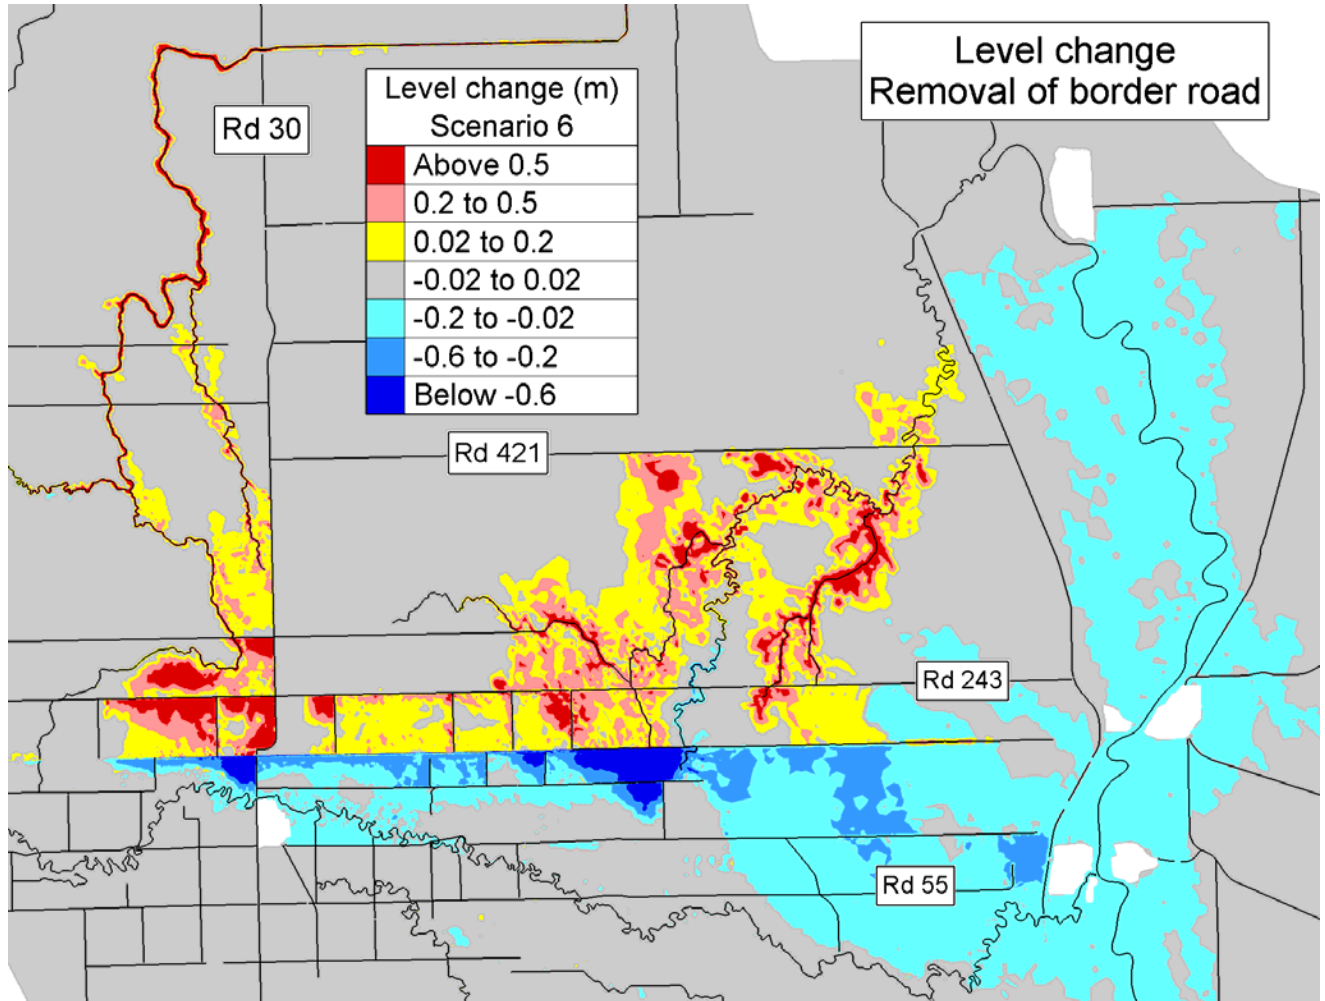 Level change
Removal of border road
Level change (m)
Scenario 6
Above 0.5
0.2 to 0.5
0.02 to 0.2
-0.02 to 0.02
-0.2 to -0.02
-0.6 to -0.2
Below -0.6
Rd 30
Rd 421
Rd 243
Rd 55